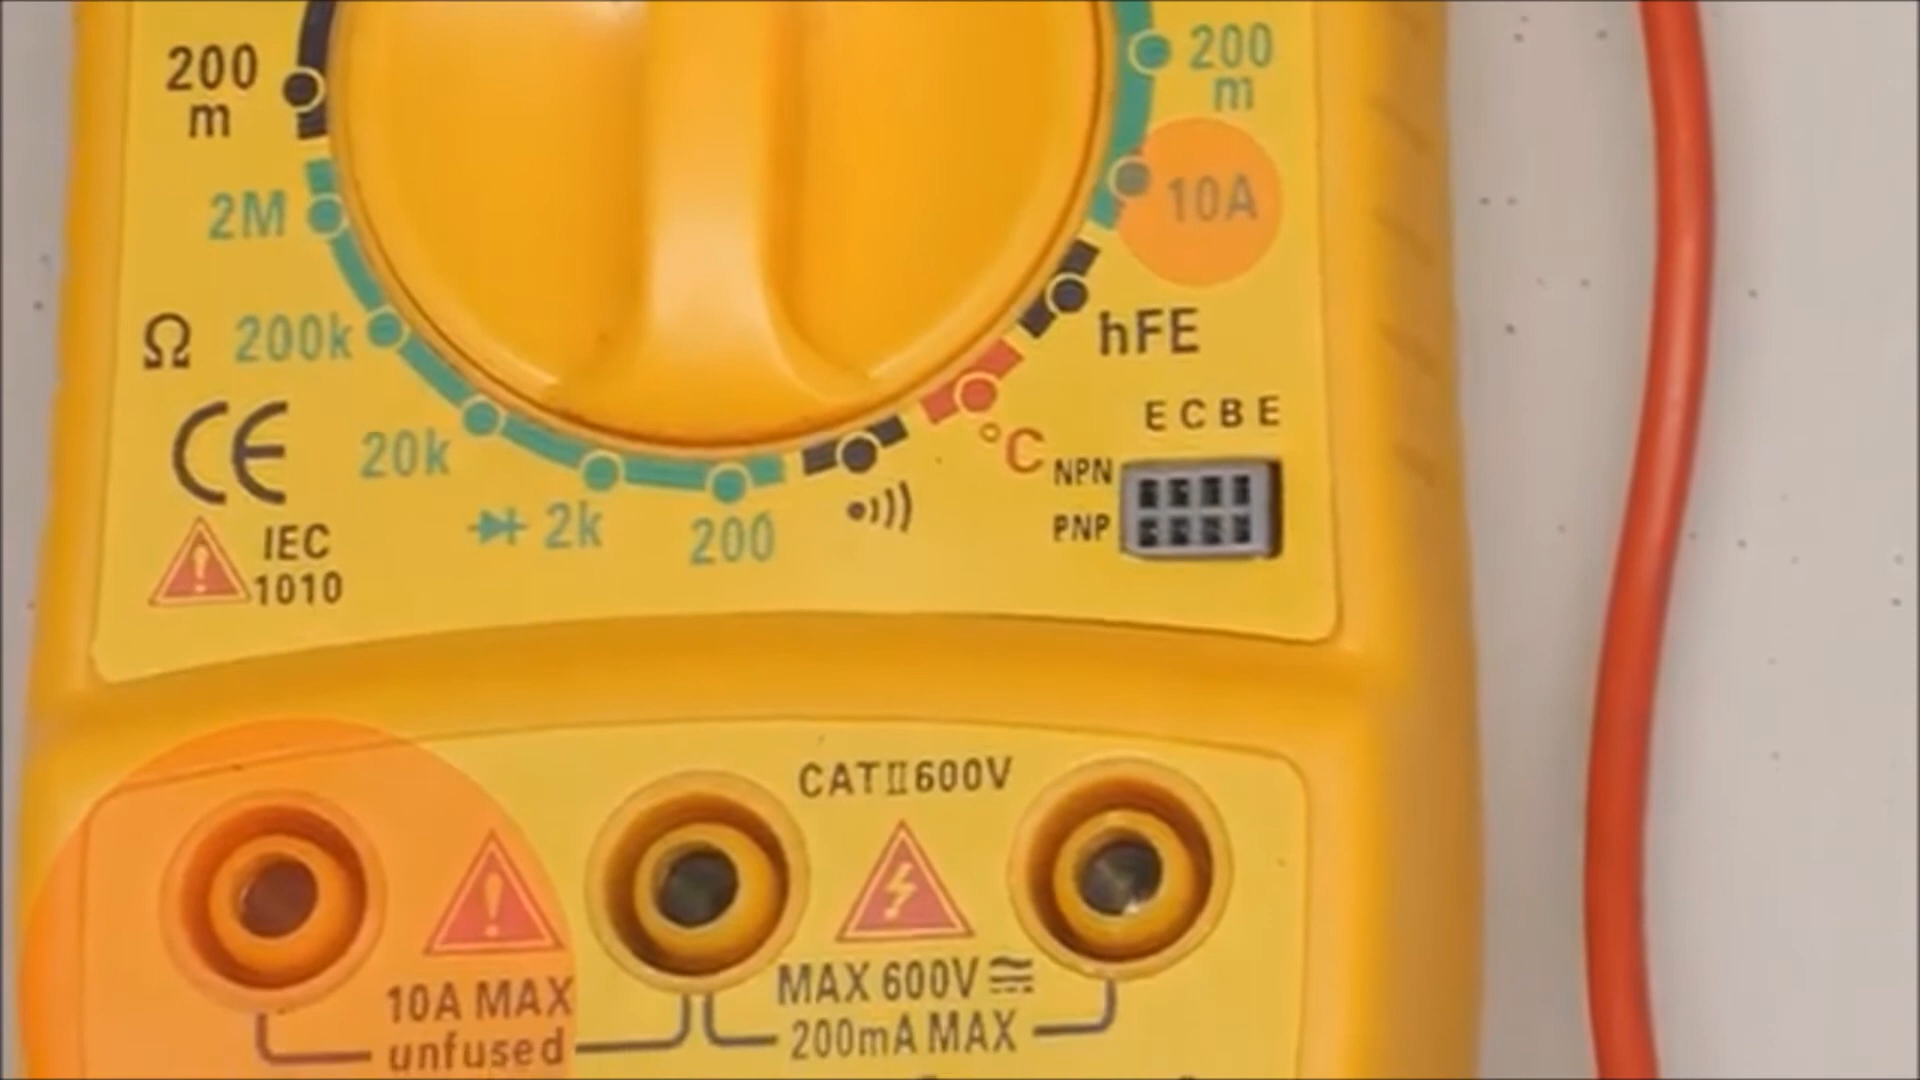 200
m
200
m
10A
2M
Ω 200k
hFE
20k
2k
200
°C
E C B E
NPN
PNP
CE
IEC
1010
CAT II 600V
10A MAX
unfused
MAX 600V
200mA MAX